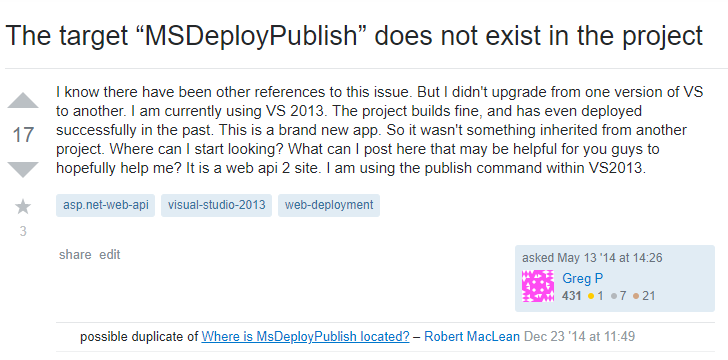 The target “MSDeployPublish” does not exist in the project
I know there have been other references to this issue. But I didn't upgrade from one version of VS
to another. I am currently using VS 2013. The project builds fine, and has even deployed
successfully in the past. This is a brand new app. So it wasn't something inherited from another
project. Where can I start looking? What can I post here that may be helpful for you guys to
hopefully help me? It is a web api 2 site. I am using the publish command within VS2013.
17
3
asp.net-web-api visual-studio-2013 web-deployment
share edit
asked May 13 '14 at 14:26
Greg P
431 1 7 21
possible duplicate of Where is MsDeployPublish located? – Robert MacLean Dec 23 '14 at 11:49